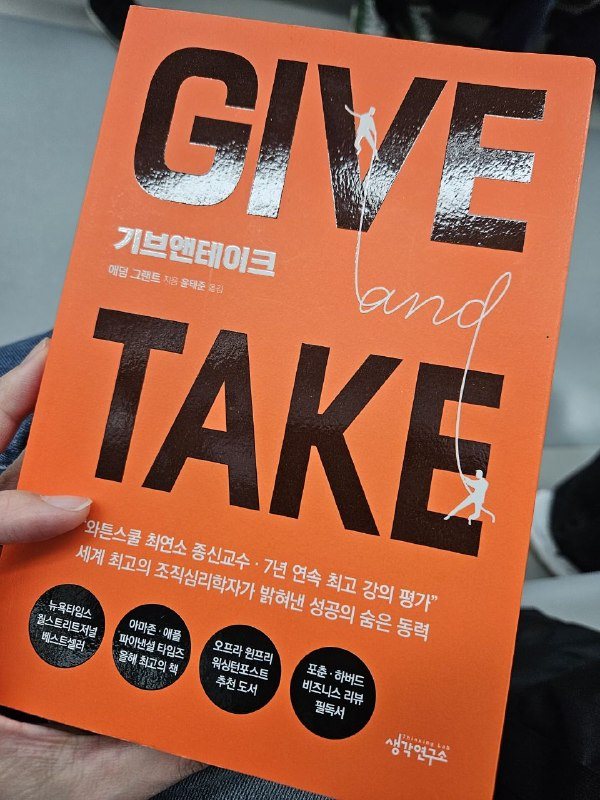 GIVE
기브앤테이크
애덤 그랜트 지음 윤태준 옮김
and
TAKE
"와튼스쿨 최연소 종신교수 · 7년 연속 최고 강의 평가"
세계 최고의 조직심리학자가 밝혀낸 성공의 숨은 동력
뉴욕타임스
월스트리트저널
베스트셀러
아마존 · 애플
파이낸셜 타임즈
올해 최고의 책
오프라 윈프리
워싱턴포스트
추천 도서
포춘 · 하버드
비즈니스 리뷰
필독서
Thinking Lab
생각연구소